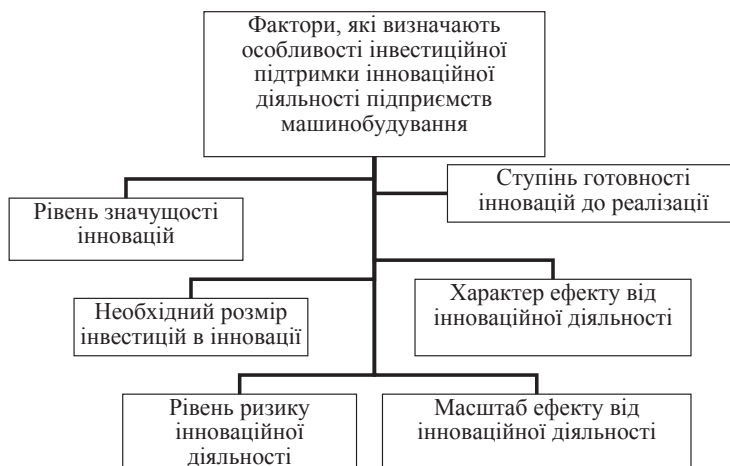 Фактори, які визначають
особливості інвестиційної
підтримки інноваційної
діяльності підприємств
машинобудування
Ступінь готовності
інновацій до реалізації
Рівень значущості
інновацій
Необхідний розмір
інвестицій в інновації
Характер ефекту від
інноваційної діяльності
Рівень ризику
інноваційної
діяльності
Масштаб ефекту від
інноваційної діяльності